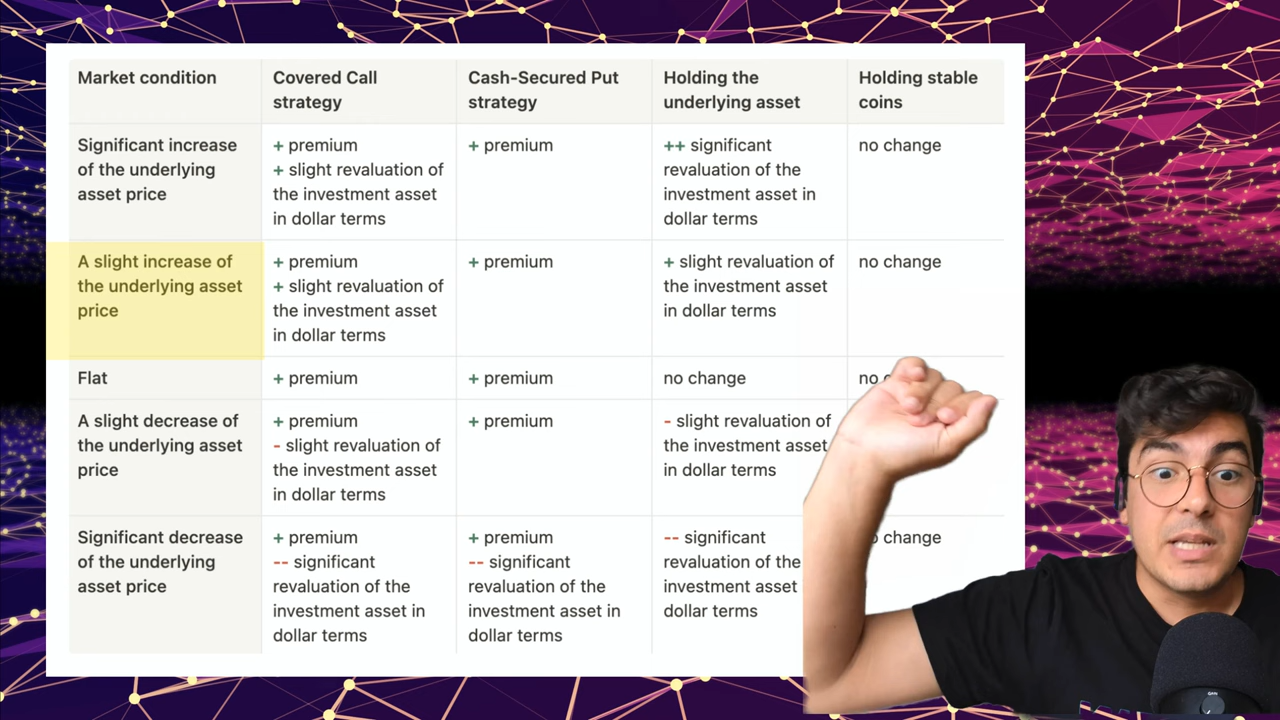 Market condition
Covered Call
strategy
Cash-Secured Put
strategy
Holding the
underlying asset
Holding stable
coins
Significant increase
of the underlying
asset price
+ premium
+ slight revaluation of
the investment asset
in dollar terms
+ premium
++ significant
revaluation of the
investment asset in
dollar terms
no change
A slight increase of
the underlying asset
price
+ premium
+ slight revaluation of
the investment asset
in dollar terms
+ premium
+ slight revaluation of
the investment asset
in dollar terms
no change
Flat
+ premium
+ premium
no change
no
A slight decrease of
the underlying asset
price
+ premium
- slight revaluation of
the investment asset
in dollar terms
+ premium
- slight revaluation of
the investment asset
in dollar terms
Significant decrease
of the underlying
asset price
+ premium
-- significant
revaluation of the
investment asset in
dollar terms
+ premium
-- significant
revaluation of the
investment asset in
dollar terms
-- significant
revaluation of the
investment asset
dollar terms
change